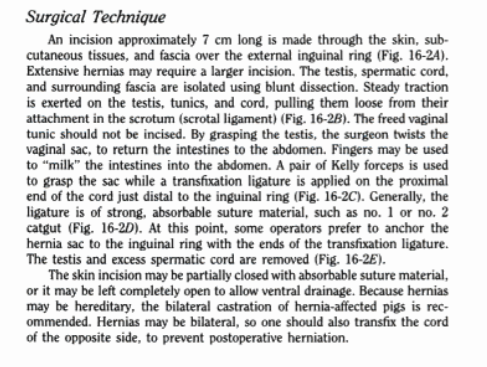 Surgical Technique
An incision approximately 7 cm long is made through the skin, sub-
cutaneous tissues, and fascia over the external inguinal ring (Fig. 16-2A).
Extensive hernias may require a larger incision. The testis, spermatic cord,
and surrounding fascia are isolated using blunt dissection. Steady traction
is exerted on the testis, tunics, and cord, pulling them loose from their
attachment in the scrotum (scrotal ligament) (Fig. 16-2B). The freed vaginal
tunic should not be incised. By grasping the testis, the surgeon twists the
vaginal sac, to return the intestines to the abdomen. Fingers may be used
to “milk” the intestines into the abdomen. A pair of Kelly forceps is used
to grasp the sac while a transfixation ligature is applied on the proximal
end of the cord just distal to the inguinal ring (Fig. 16-2C). Generally, the
ligature is of strong, absorbable suture material, such as no. 1 or no. 2
catgut (Fig. 16-2D). At this point, some operators prefer to anchor the
hernia sac to the inguinal ring with the ends of the transfixation ligature.
The testis and excess spermatic cord are removed (Fig. 16-2E).
The skin incision may be partially closed with absorbable suture material,
or it may be left completely open to allow ventral drainage. Because hernias
may be hereditary, the bilateral castration of hernia-affected pigs is rec-
ommended. Hernias may be bilateral, so one should also transfix the cord
of the opposite side, to prevent postoperative herniation.